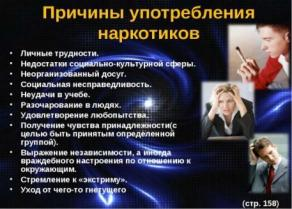 Причины употребления
наркотиков
• Личные трудности.
• Недостатки социально-культурной сферы.
• Неорганизованный досуг.
• Социальная несправедливость.
• Неудачи в учебе.
• Разочарование в людях.
• Удовлетворение любопытства.
• Получение чувства принадлежности(с
целью быть принятым определенной
группой).
• Выражение независимости, а иногда
враждебного настроения по отношению к
окружающим.
• Стремление к «экстриму».
• Уход от чего-то гнетущего
(стр. 158)